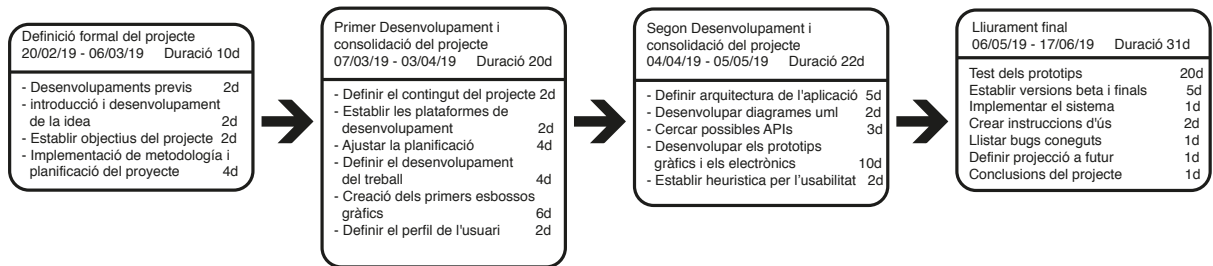 Definició formal del projecte
20/02/19 - 06/03/19 Duració 10d
- Desenvolupaments previs 2d
- introducció i desenvolupament
de la idea 2d
- Establir objectius del projecte 2d
- Implementació de metodología i
planificació del proyecte 4d
Primer Desenvolupament i
consolidació del projecte
07/03/19 - 03/04/19 Duració 20d
- Definir el contingut del projecte 2d
- Establir les plataformes de
desenvolupament 2d
- Ajustar la planificació 4d
- Definir el desenvolupament
del treball 4d
- Creació dels primers esbossos
gràfics 6d
- Definir el perfil de l'usuari 2d
Segon Desenvolupament i
consolidació del projecte
04/04/19 - 05/05/19 Duració 22d
- Definir arquitectura de l'aplicació 5d
- Desenvolupar diagrames uml 2d
- Cercar possibles APIs 3d
- Desenvolupar els prototips
gràfics i els electrònics 10d
- Establir heuristica per l'usabilitat 2d
Lliurament final
06/05/19 - 17/06/19 Duració 31d
Test dels prototips 20d
Establir versions beta i finals 5d
Implementar el sistema 1d
Crear instruccions d'ús 2d
Llistar bugs coneguts 1d
Definir projecció a futur 1d
Conclusions del projecte 1d